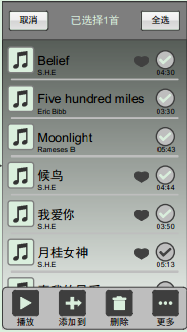 取消 已选择1首 全选
Belief
S.H.E 04:30
Five hundred miles
Eric Bibb 03:30
Moonlight
Rameses B 05:43
候鸟
S.H.E 04:44
我爱你
S.H.E 03:50
月桂女神
S.H.E 05:13
播放 添加到 删除 更多